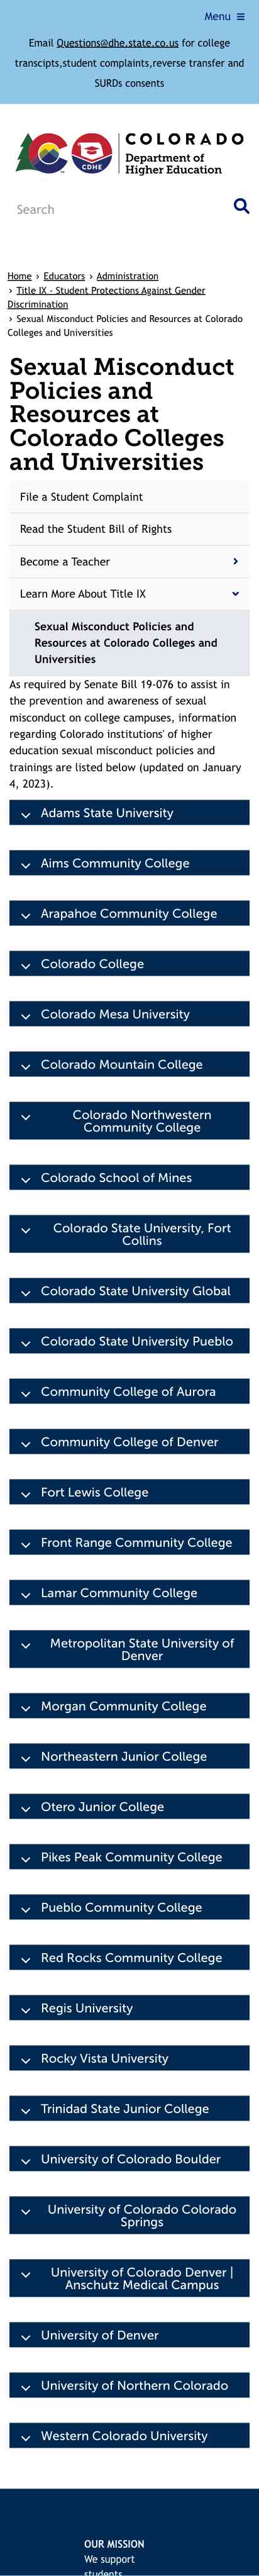 Menu
Email Questions@dhe.state.co.us for college
transcipts,student complaints,reverse transfer and
SURDs consents
COLORADO
Department of
Higher Education
CDHE
Search
Home › Educators › Administration
› Title IX - Student Protections Against Gender
Discrimination
› Sexual Misconduct Policies and Resources at Colorado
Colleges and Universities
Sexual Misconduct
Policies and
Resources at
Colorado Colleges
and Universities
File a Student Complaint
Read the Student Bill of Rights
Become a Teacher
Learn More About Title IX
Sexual Misconduct Policies and
Resources at Colorado Colleges and
Universities
As required by Senate Bill 19-076 to assist in
the prevention and awareness of sexual
misconduct on college campuses, information
regarding Colorado institutions' of higher
education sexual misconduct policies and
trainings are listed below (updated on January
4, 2023).
Adams State University
Aims Community College
Arapahoe Community College
Colorado College
Colorado Mesa University
Colorado Mountain College
Colorado Northwestern
Community College
Colorado School of Mines
Colorado State University, Fort
Collins
Colorado State University Global
Colorado State University Pueblo
Community College of Aurora
Community College of Denver
Fort Lewis College
Front Range Community College
Lamar Community College
Metropolitan State University of
Denver
Morgan Community College
Northeastern Junior College
Otero Junior College
Pikes Peak Community College
Pueblo Community College
Red Rocks Community College
Regis University
Rocky Vista University
Trinidad State Junior College
University of Colorado Boulder
University of Colorado Colorado
Springs
University of Colorado Denver |
Anschutz Medical Campus
University of Denver
University of Northern Colorado
Western Colorado University
OUR MISSION
We support
students